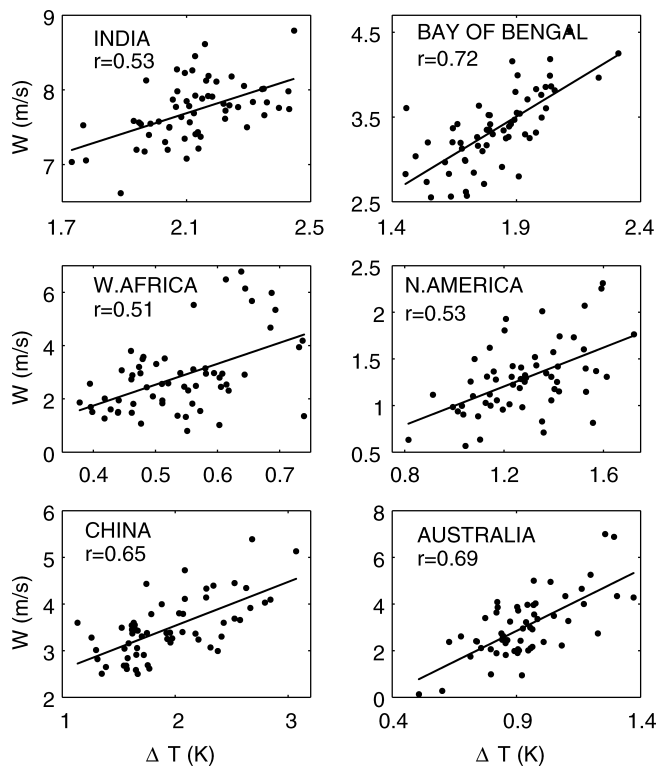 INDIA
r=0.53
W (m/s)
9
8
7
6
1.7 2.1 2.5
BAY OF BENGAL
r=0.72
4.5
3.5
2.5
1.4 1.9 2.4
W.AFRICA
r=0.51
W (m/s)
6
4
2
0
0.4 0.5 0.6 0.7
N.AMERICA
r=0.53
2.5
2
1.5
1
0.5
0.8 1.2 1.6
CHINA
r=0.65
W (m/s)
6
5
4
3
2
1 2 3
Δ T (K)
AUSTRALIA
r=0.69
8
6
4
2
0
0.4 0.9 1.4
Δ T (K)